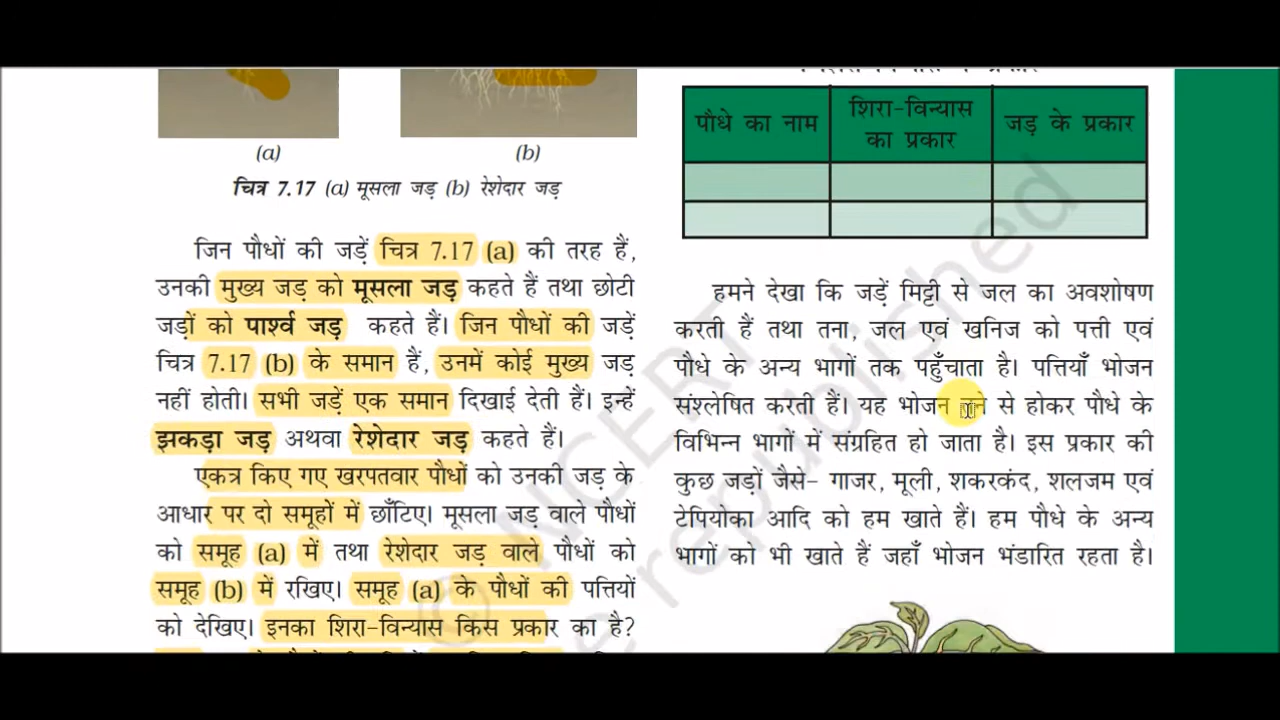 (a)
(b)
चित्र 7.17 (a) मूसला जड़ (b) रेशेदार जड़
जिन पौधों की जड़ें चित्र 7.17 (a) की तरह हैं,
उनकी मुख्य जड़ को मूसला जड़ कहते हैं तथा छोटी
जड़ों को पार्श्व जड़ कहते हैं। जिन पौधों की जड़ें
चित्र 7.17 (b) के समान हैं, उनमें कोई मुख्य जड़
नहीं होती। सभी जड़ें एक समान दिखाई देती हैं। इन्हें
झकड़ा जड़ अथवा रेशेदार जड़ कहते हैं।
एकत्र किए गए खरपतवार पौधों को उनकी जड़ के
आधार पर दो समूहों में छाँटिए। मूसला जड़ वाले पौधों
को समूह (a) में तथा रेशेदार जड़ वाले पौधों को
समूह (b) में रखिए। समूह (a) के पौधों की पत्तियों
को देखिए। इनका शिरा-विन्यास किस प्रकार का है?
पौधे का नाम
शिरा-विन्यास
का प्रकार
जड़ के प्रकार
हमने देखा कि जड़ें मिट्टी से जल का अवशोषण
करती हैं तथा तना, जल एवं खनिज को पत्ती एवं
पौधे के अन्य भागों तक पहुँचाता है। पत्तियाँ भोजन
संश्लेषित करती हैं। यह भोजन तने से होकर पौधे के
विभिन्न भागों में संग्रहित हो जाता है। इस प्रकार की
कुछ जड़ों जैसे- गाजर, मूली, शकरकंद, शलजम एवं
टेपियोका आदि को हम खाते हैं। हम पौधे के अन्य
भागों को भी खाते हैं जहाँ भोजन भंडारित रहता है।
© NCERT
be republished